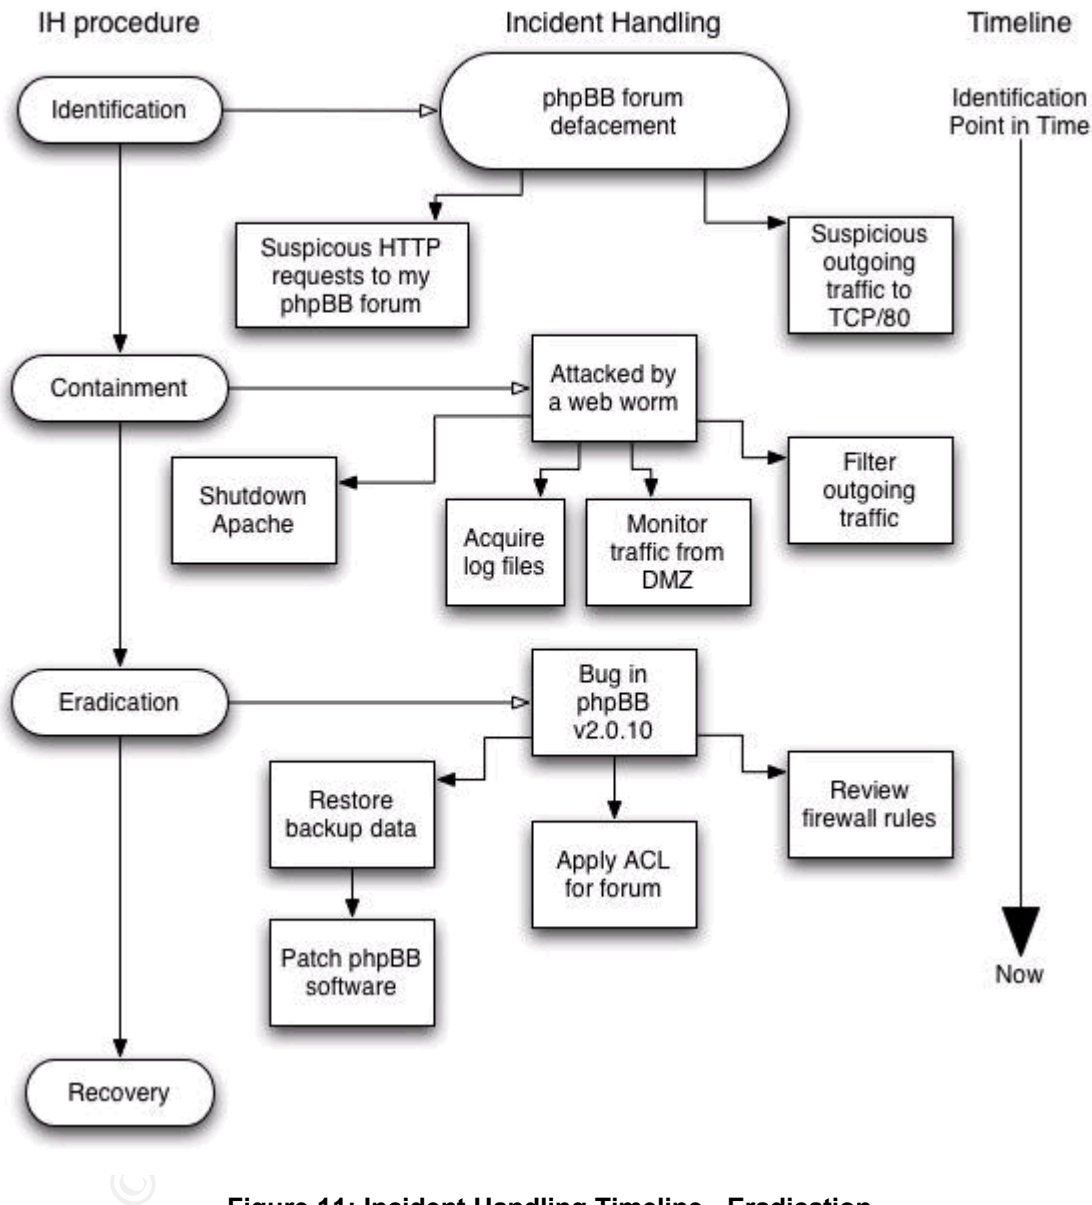 IH procedure
Incident Handling
Timeline
Identification
phpBB forum
defacement
Identification
Point in Time
Suspicous HTTP
requests to my
phpBB forum
Suspicious
outgoing
traffic to
TCP/80
Containment
Attacked by
a web worm
Shutdown
Apache
Acquire
log files
Monitor
traffic from
DMZ
Filter
outgoing
traffic
Eradication
Bug in
phpBB
v2.0.10
Restore
backup data
Apply ACL
for forum
Review
firewall rules
Patch phpBB
software
Now
Recovery
©
Figure 11: Incident Handling Timeline - Eradication